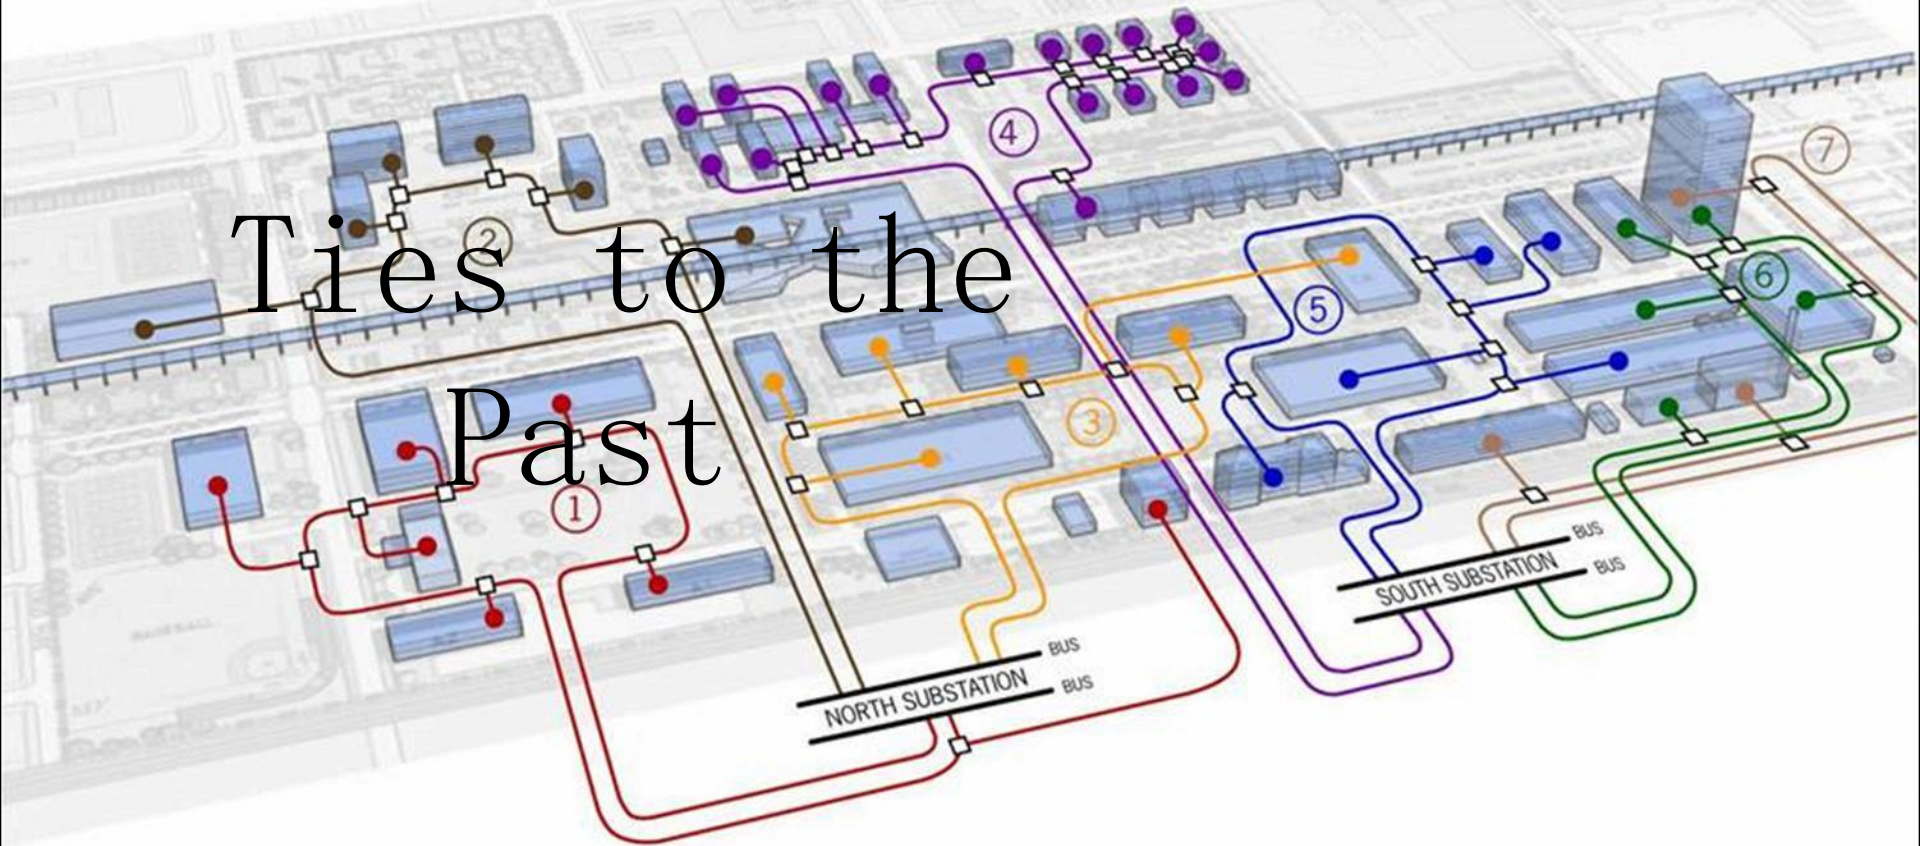 4
7
2
Ties to the
6
5
Past
3
1
BUS
SOUTH SUBSTATION
BUS
BUS
NORTH SUBSTATION
BUS
BASEBALL